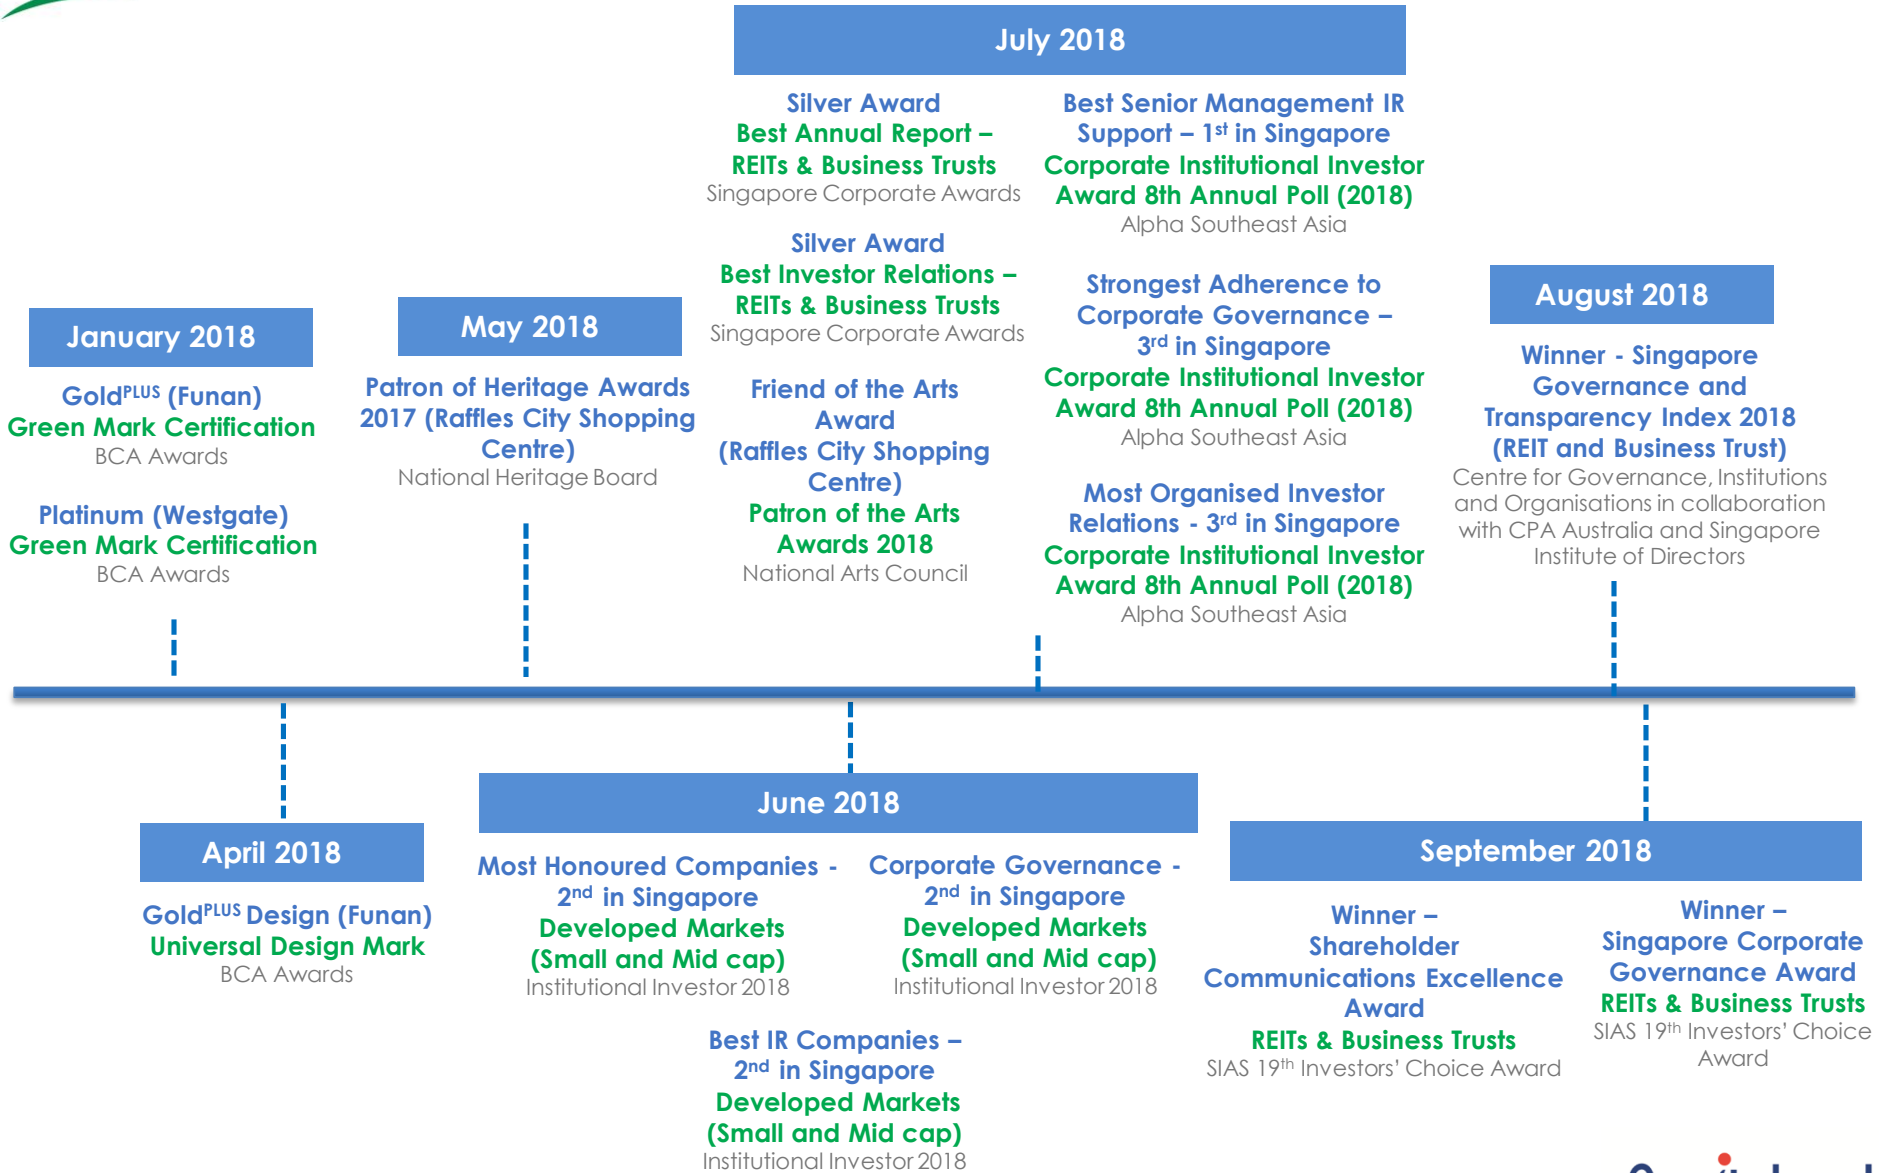 July 2018
Silver Award
Best Annual Report –
REITs & Business Trusts
Singapore Corporate Awards
Silver Award
Best Investor Relations –
REITs & Business Trusts
Singapore Corporate Awards
Friend of the Arts
Award
(Raffles City Shopping
Centre)
Patron of the Arts
Awards 2018
National Arts Council
Best Senior Management IR
Support – 1st in Singapore
Corporate Institutional Investor
Award 8th Annual Poll (2018)
Alpha Southeast Asia
Strongest Adherence to
Corporate Governance –
3rd in Singapore
Corporate Institutional Investor
Award 8th Annual Poll (2018)
Alpha Southeast Asia
Most Organised Investor
Relations - 3rd in Singapore
Corporate Institutional Investor
Award 8th Annual Poll (2018)
Alpha Southeast Asia
January 2018
GoldPLUS (Funan)
Green Mark Certification
BCA Awards
Platinum (Westgate)
Green Mark Certification
BCA Awards
May 2018
Patron of Heritage Awards
2017 (Raffles City Shopping
Centre)
National Heritage Board
August 2018
Winner - Singapore
Governance and
Transparency Index 2018
(REIT and Business Trust)
Centre for Governance, Institutions
and Organisations in collaboration
with CPA Australia and Singapore
Institute of Directors
April 2018
GoldPLUS Design (Funan)
Universal Design Mark
BCA Awards
June 2018
Most Honoured Companies -
2nd in Singapore
Developed Markets
(Small and Mid cap)
Institutional Investor 2018
Corporate Governance -
2nd in Singapore
Developed Markets
(Small and Mid cap)
Institutional Investor 2018
Best IR Companies –
2nd in Singapore
Developed Markets
(Small and Mid cap)
Institutional Investor 2018
September 2018
Winner –
Shareholder
Communications Excellence
Award
REITs & Business Trusts
SIAS 19th Investors' Choice Award
Winner –
Singapore Corporate
Governance Award
REITs & Business Trusts
SIAS 19th Investors' Choice
Award